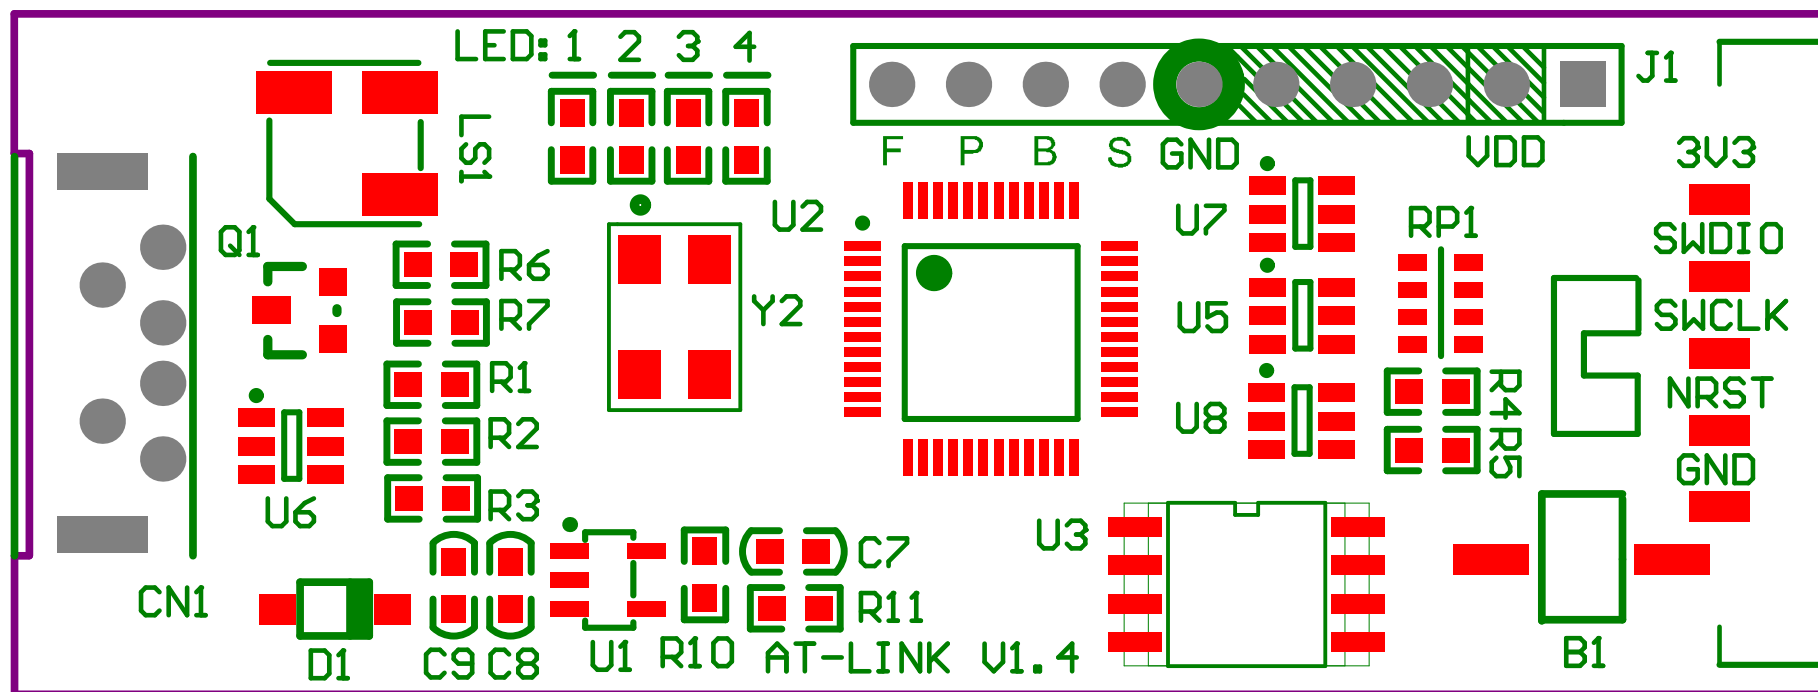 LED: 1 2 3 4
J1
LS1
F P B S GND VDD 3V3
U2
U7
RP1
Q1
SWDIO
R6
R7
Y2
U5
SWCLK
R1
R4
NRST
R2
U8
R5
GND
R3
U6
U3
C7
CN1
R11
D1
C9 C8
U1
R10
AT-LINK V1.4
B1